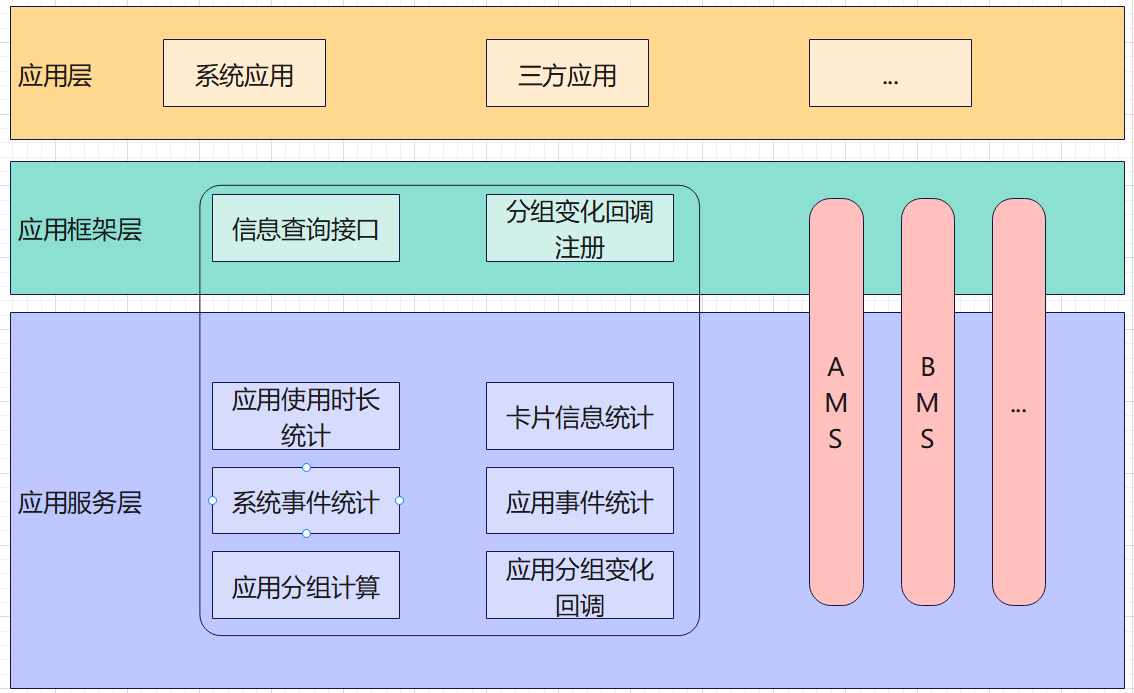 应用层
系统应用
三方应用
...
应用框架层
信息查询接口
分组变化回调
注册
应用服务层
应用使用时长
统计
卡片信息统计
系统事件统计
应用事件统计
应用分组计算
应用分组变化
回调
A
M
S
B
M
S
...